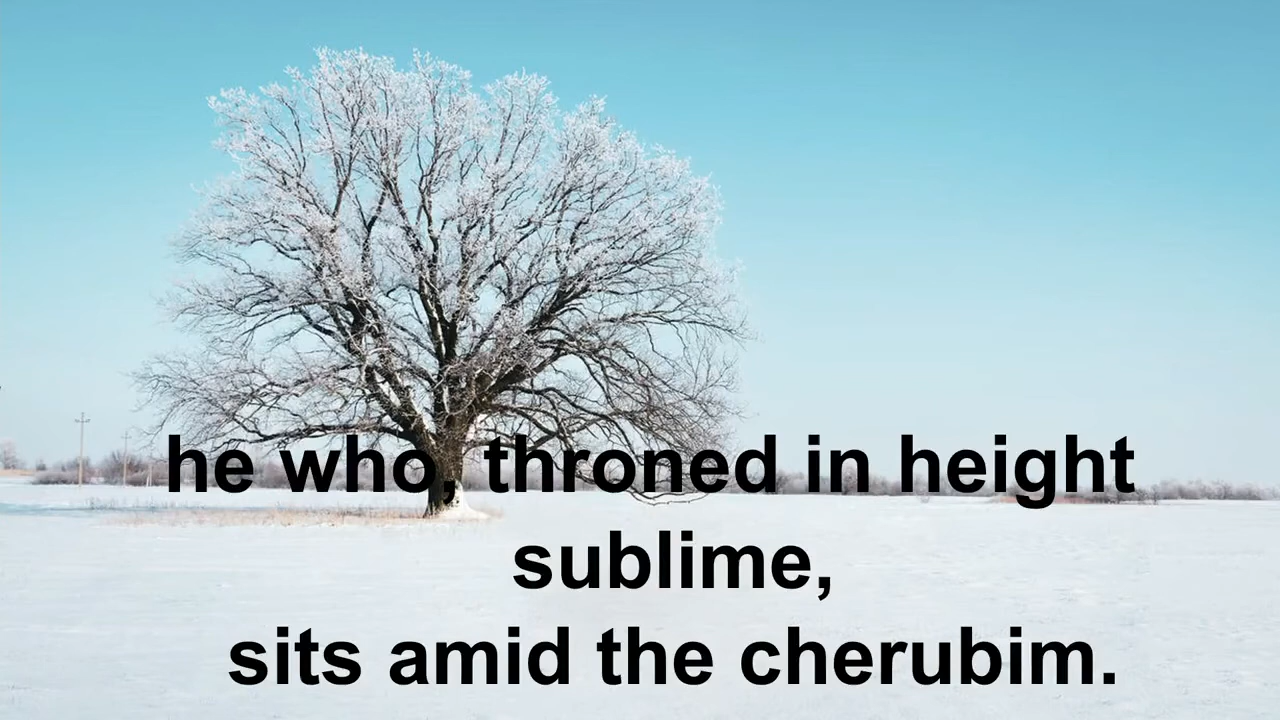 he who, throned in height
sublime,
sits amid the cherubim.